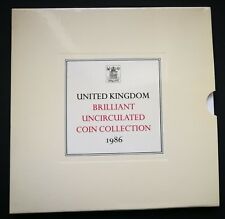 UNITED KINGDOM
BRILLIANT
UNCIRCULATED
COIN COLLECTION
1986